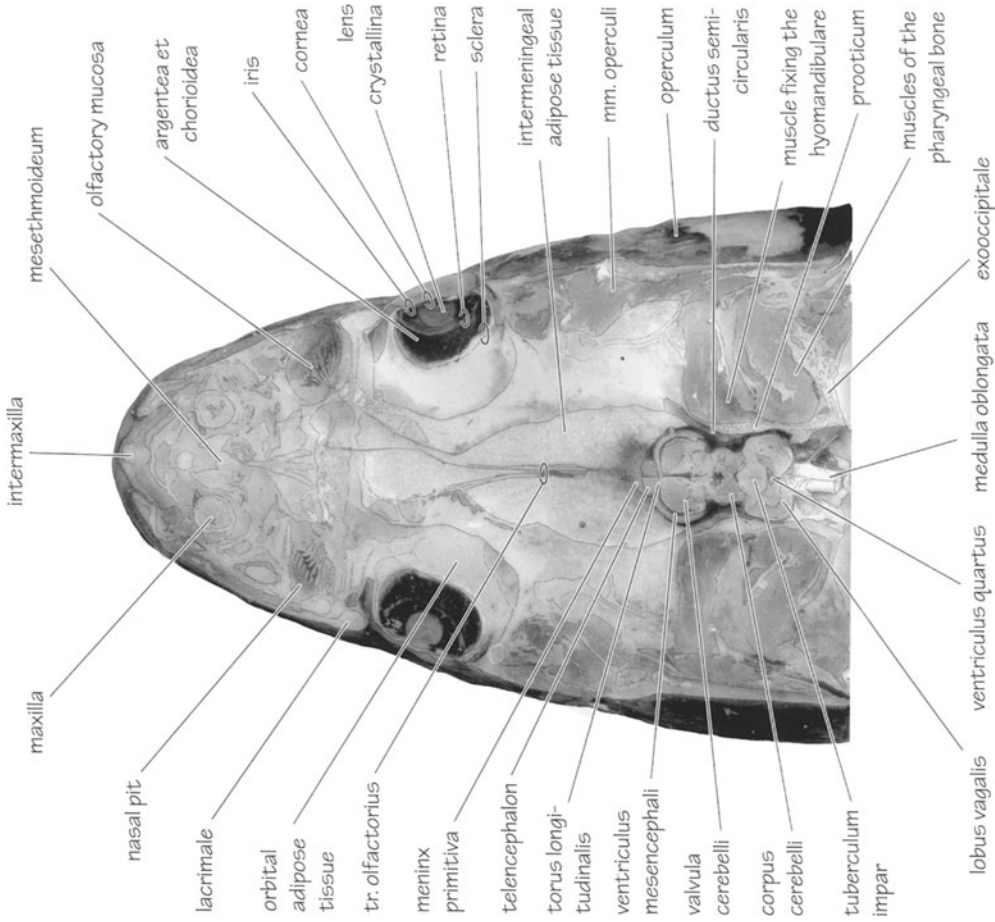 intermaxilla
mesethmoideum
olfactory mucosa
argentea et
chorioidea
iris
cornea
lens
crystallina
retina
sclera
intermeningeal
adipose tissue
mm. operculi
operculum
ductus semi-
circularis
muscle fixing the
hyomandibulare
prooticum
muscles of the
pharyngeal bone
exooccipitale
medulla oblongata
ventriculus quartus
lobus vagalis
maxilla
nasal pit
lacrimale
orbital
adipose
tissue
tr. olfactorius
meninx
primitiva
telencephalon
torus longi-
tudinalis
ventriculus
mesencephali
valvula
cerebelli
corpus
cerebelli
tuberculum
impar